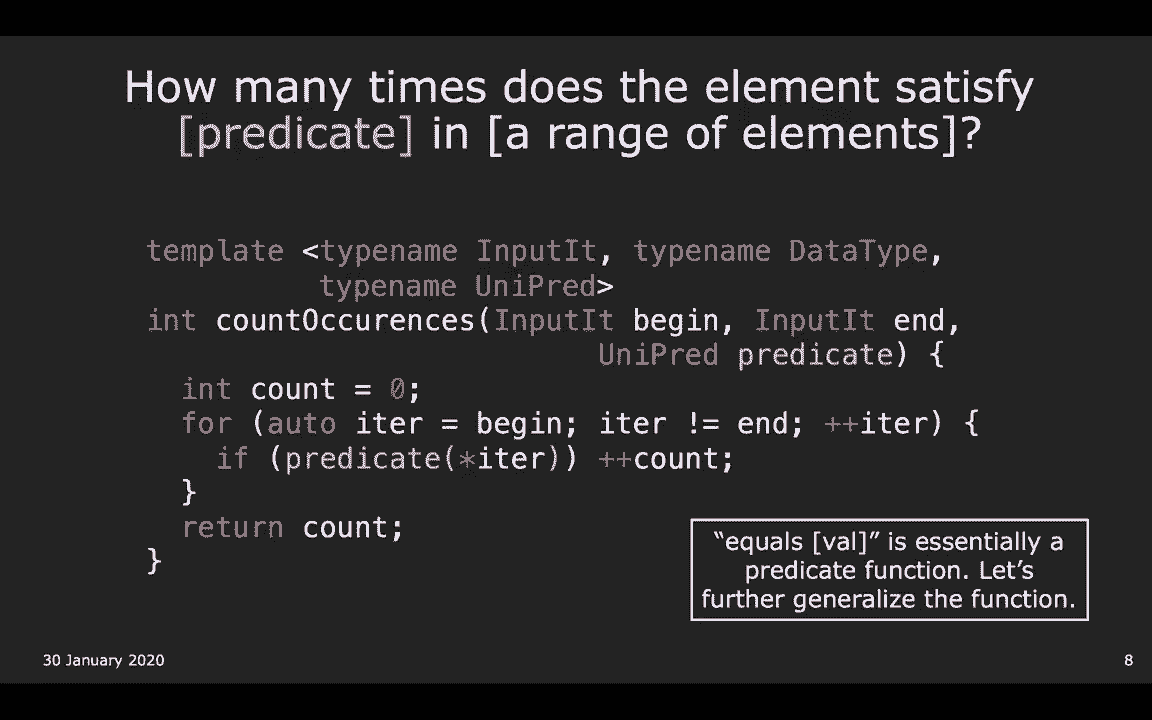 How many times does the element satisfy
[predicate] in [a range of elements]?
template <typename InputIt, typename DataType,
typename UniPred>
int countOccurences(InputIt begin, InputIt end,
UniPred predicate) {
int count = 0;
for (auto iter = begin; iter != end; ++iter) {
if (predicate(*iter)) ++count;
}
return count;
}
“equals [val]” is essentially a
predicate function. Let’s
further generalize the function.
30 January 2020
8